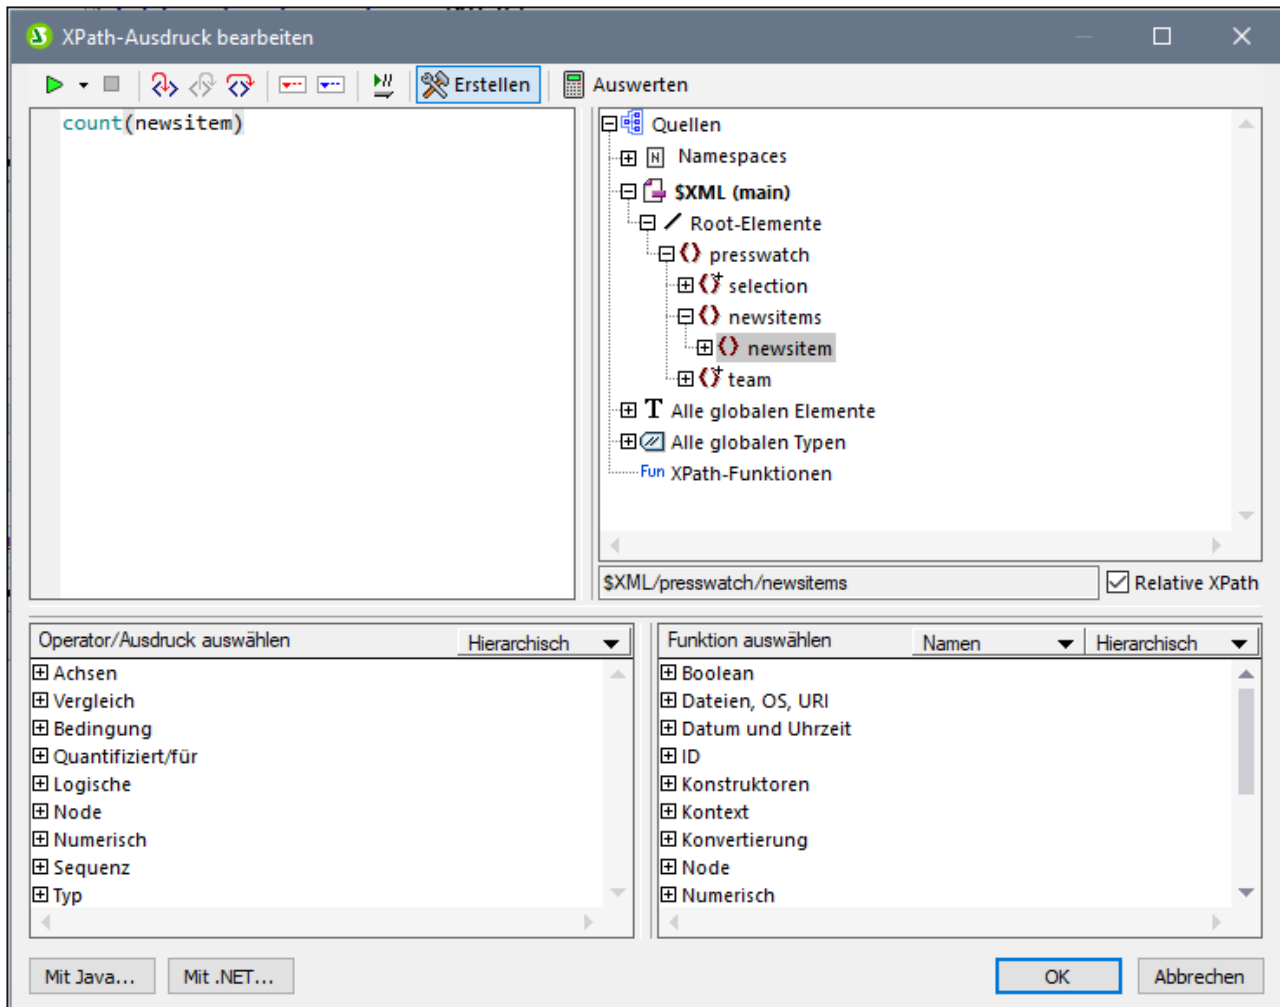 XPath-Ausdruck bearbeiten
Erstellen
Auswerten
count(newsitem)
Quellen
Namespaces
$XML (main)
Root-Elemente
presswatch
selection
newsitems
newsitem
team
Alle globalen Elemente
Alle globalen Typen
Fun XPath-Funktionen
$XML/presswatch/newsitems
Relative XPath
Operator/Ausdruck auswählen
Hierarchisch
Achsen
Vergleich
Bedingung
Quantifiziert/für
Logische
Node
Numerisch
Sequenz
Typ
Funktion auswählen
Namen
Hierarchisch
Boolean
Dateien, OS, URI
Datum und Uhrzeit
ID
Konstruktoren
Kontext
Konvertierung
Node
Numerisch
Mit Java...
Mit .NET...
OK
Abbrechen